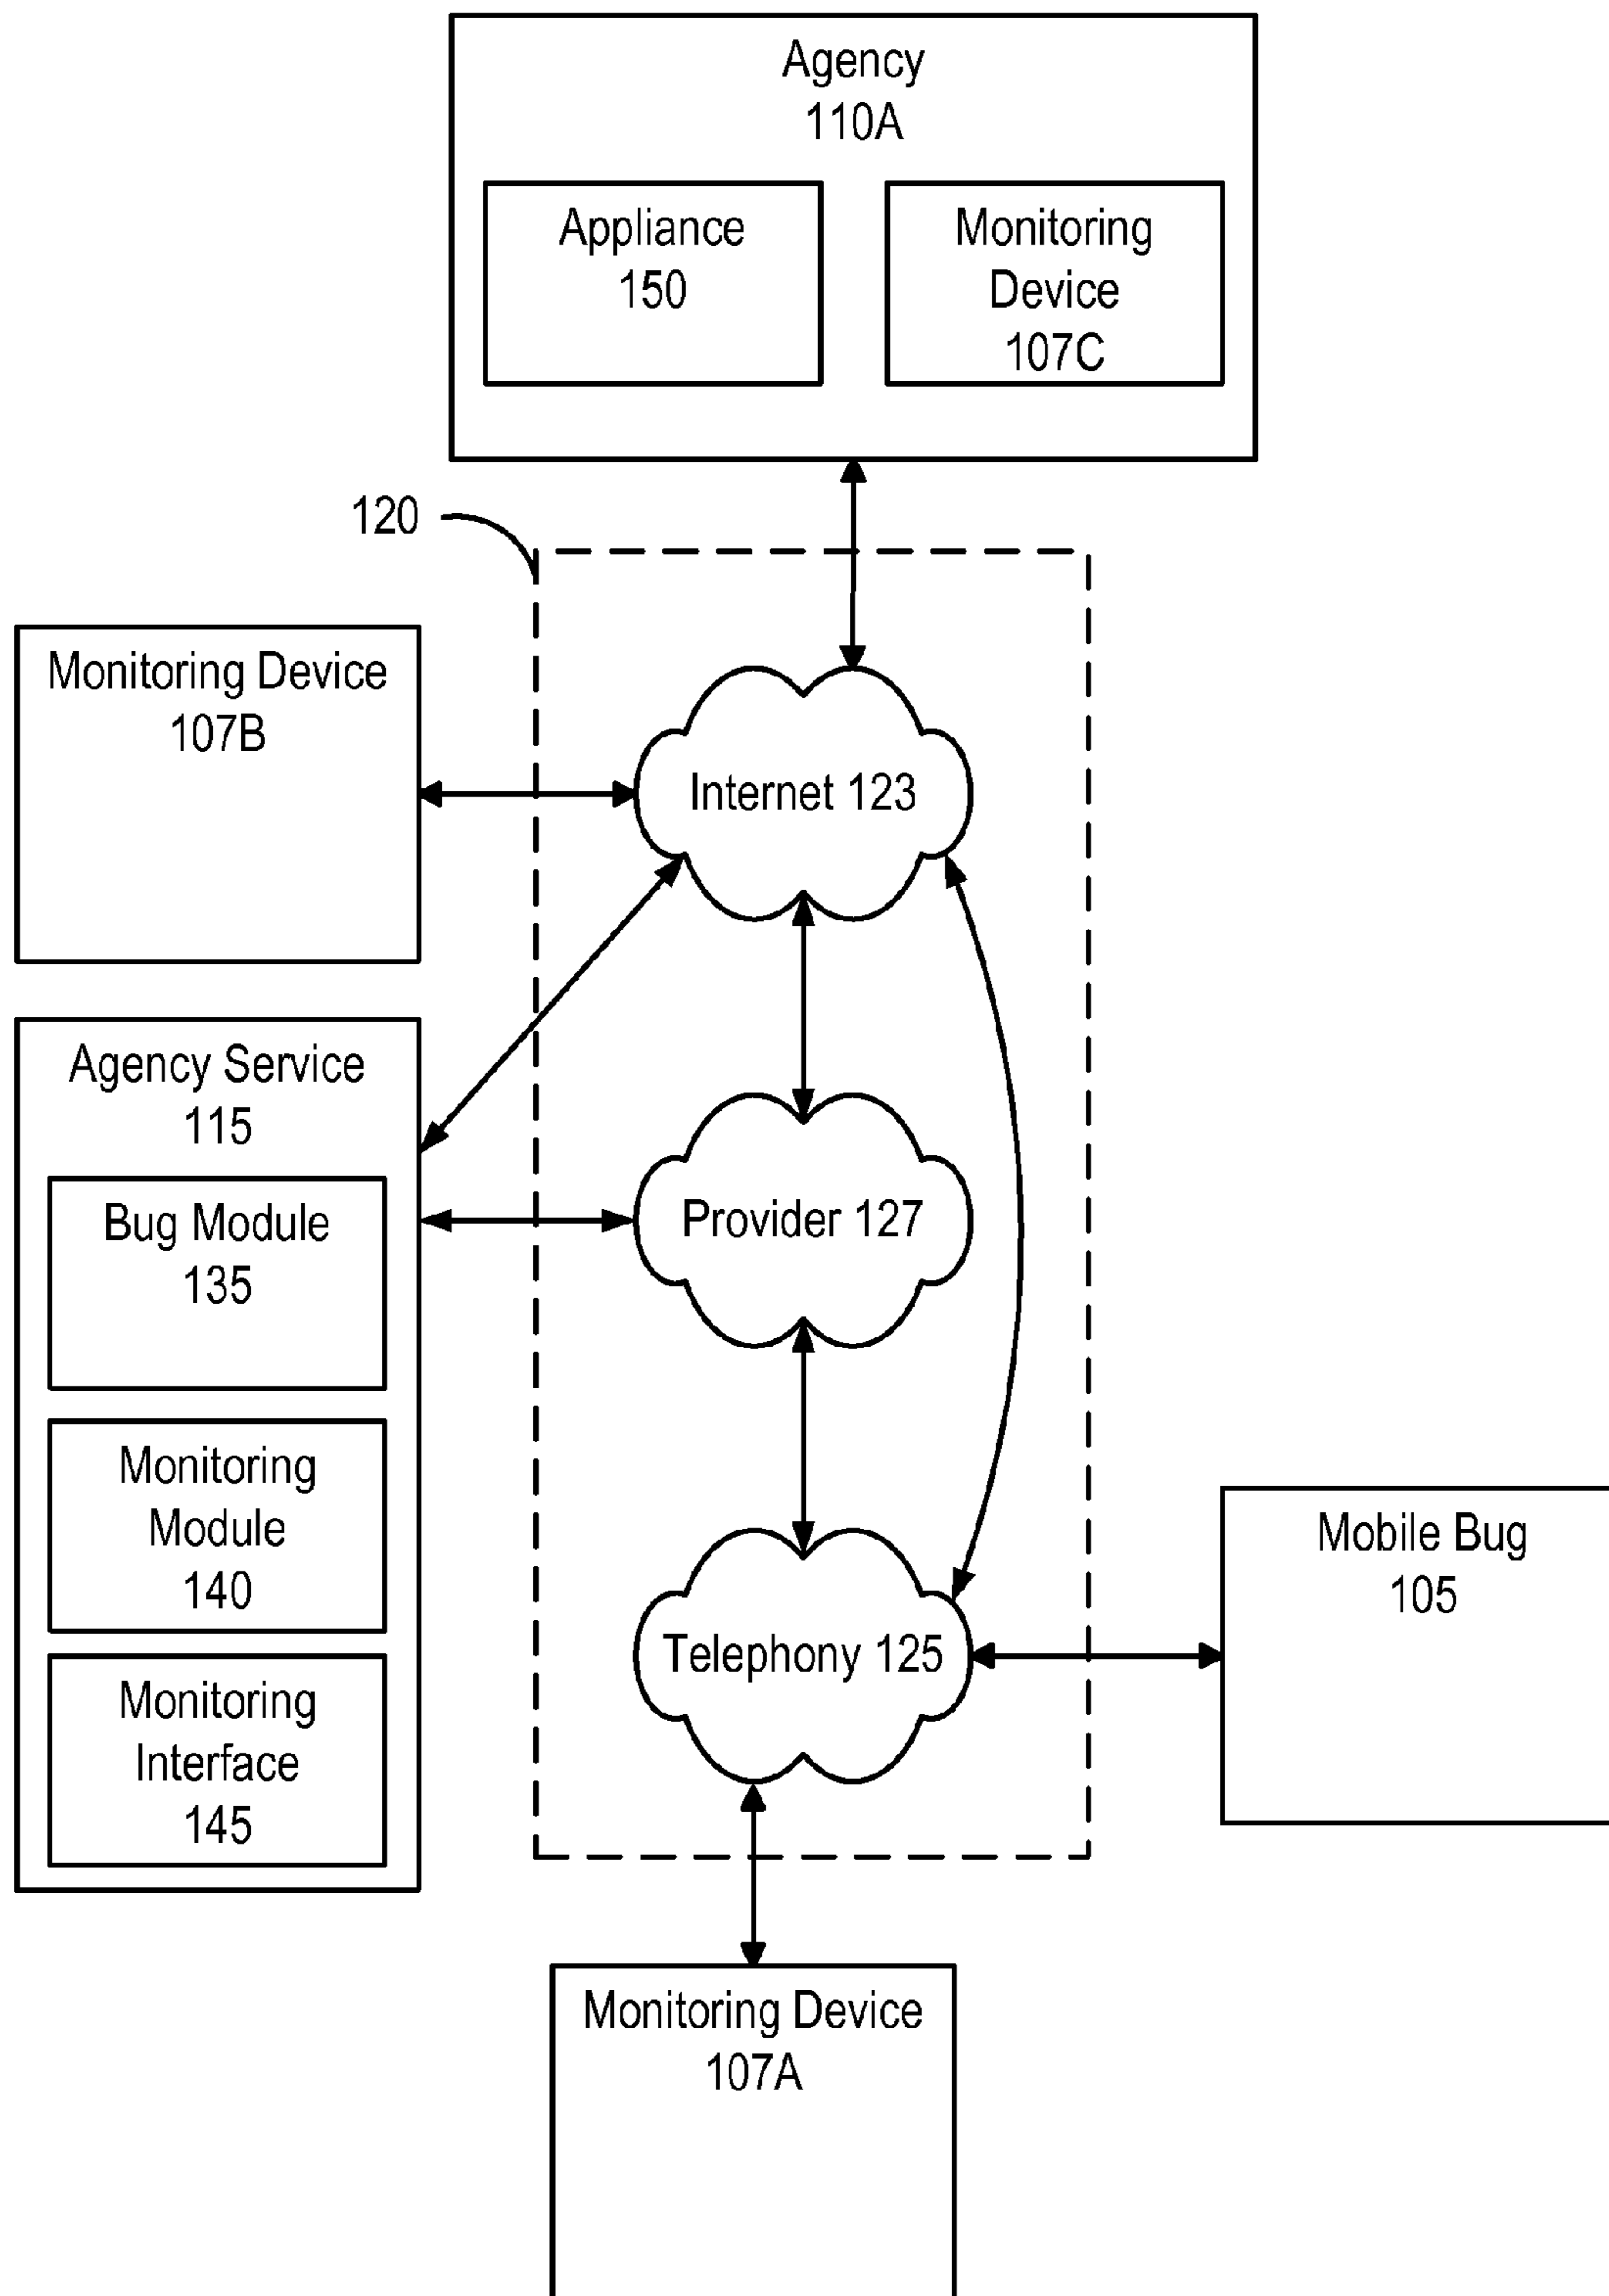 Agency
110A
Appliance
150
Monitoring
Device
107C
120
Monitoring Device
107B
Internet 123
Agency Service
115
Bug Module
135
Provider 127
Monitoring
Module
140
Mobile Bug
105
Telephony 125
Monitoring
Interface
145
Monitoring Device
107A